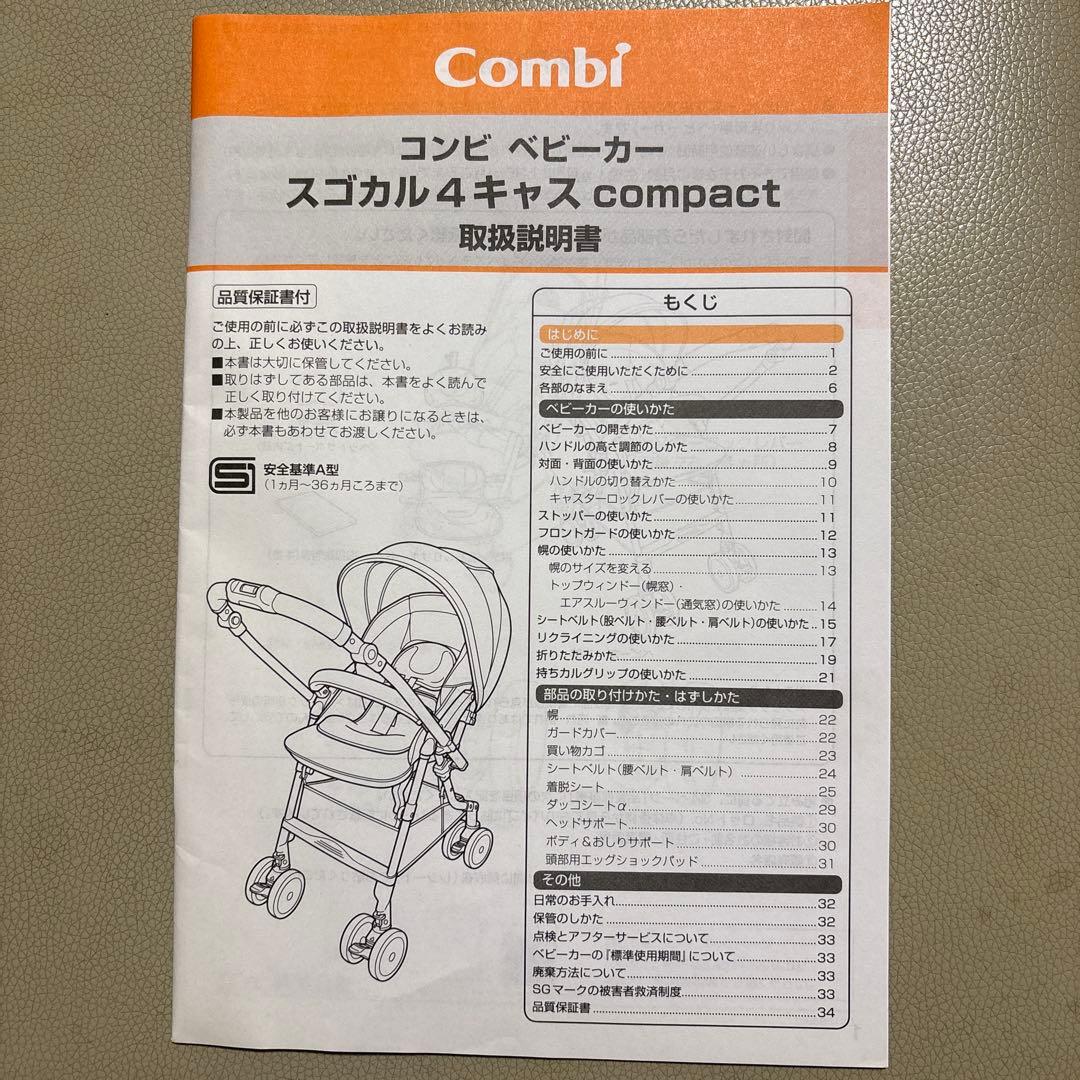 Combi
コンビ ベビーカー
スゴカル4キャス compact
取扱説明書
品質保証書付
ご使用の前に必ずこの取扱説明書をよくお読み
の上、正しくお使いください。
■本書は大切に保管してください。
■取りはずしてある部品は、本書をよく読んで
正しく取り付けてください。
■本製品を他のお客様にお譲りになるときは、
必ず本書もあわせてお渡しください。
安全基準A型
(1ヵ月～36ヵ月ころまで)
もくじ
はじめに
ご使用の前に 1
安全にご使用いただくために 2
各部のなまえ 6
ベビーカーの使いかた
ベビーカーの開きかた 7
ハンドルの高さ調節のしかた 8
対面・背面の使いかた 9
ハンドルの切り替えかた 10
キャスターロックレバーの使いかた 11
ストッパーの使いかた 11
フロントガードの使いかた 12
幌の使いかた 13
幌のサイズを変える 13
トップウィンドー(幌窓)・
エアスルーウィンドー(通気窓)の使いかた 14
シートベルト(股ベルト・腰ベルト・肩ベルト)の使いかた 15
リクライニングの使いかた 17
折りたたみかた 19
持ちカルグリップの使いかた 21
部品の取り付けかた・はずしかた
幌 22
ガードカバー 22
買い物カゴ 23
シートベルト(腰ベルト・肩ベルト) 24
着脱シート 25
ダッコシートα 29
ヘッドサポート 30
ボディ&おしりサポート 30
頭部用エッグショックパッド 31
その他
日常のお手入れ 32
保管のしかた 32
点検とアフターサービスについて 33
ベビーカーの『標準使用期間』について 33
廃棄方法について 33
SGマークの被害者救済制度 33
品質保証書 34